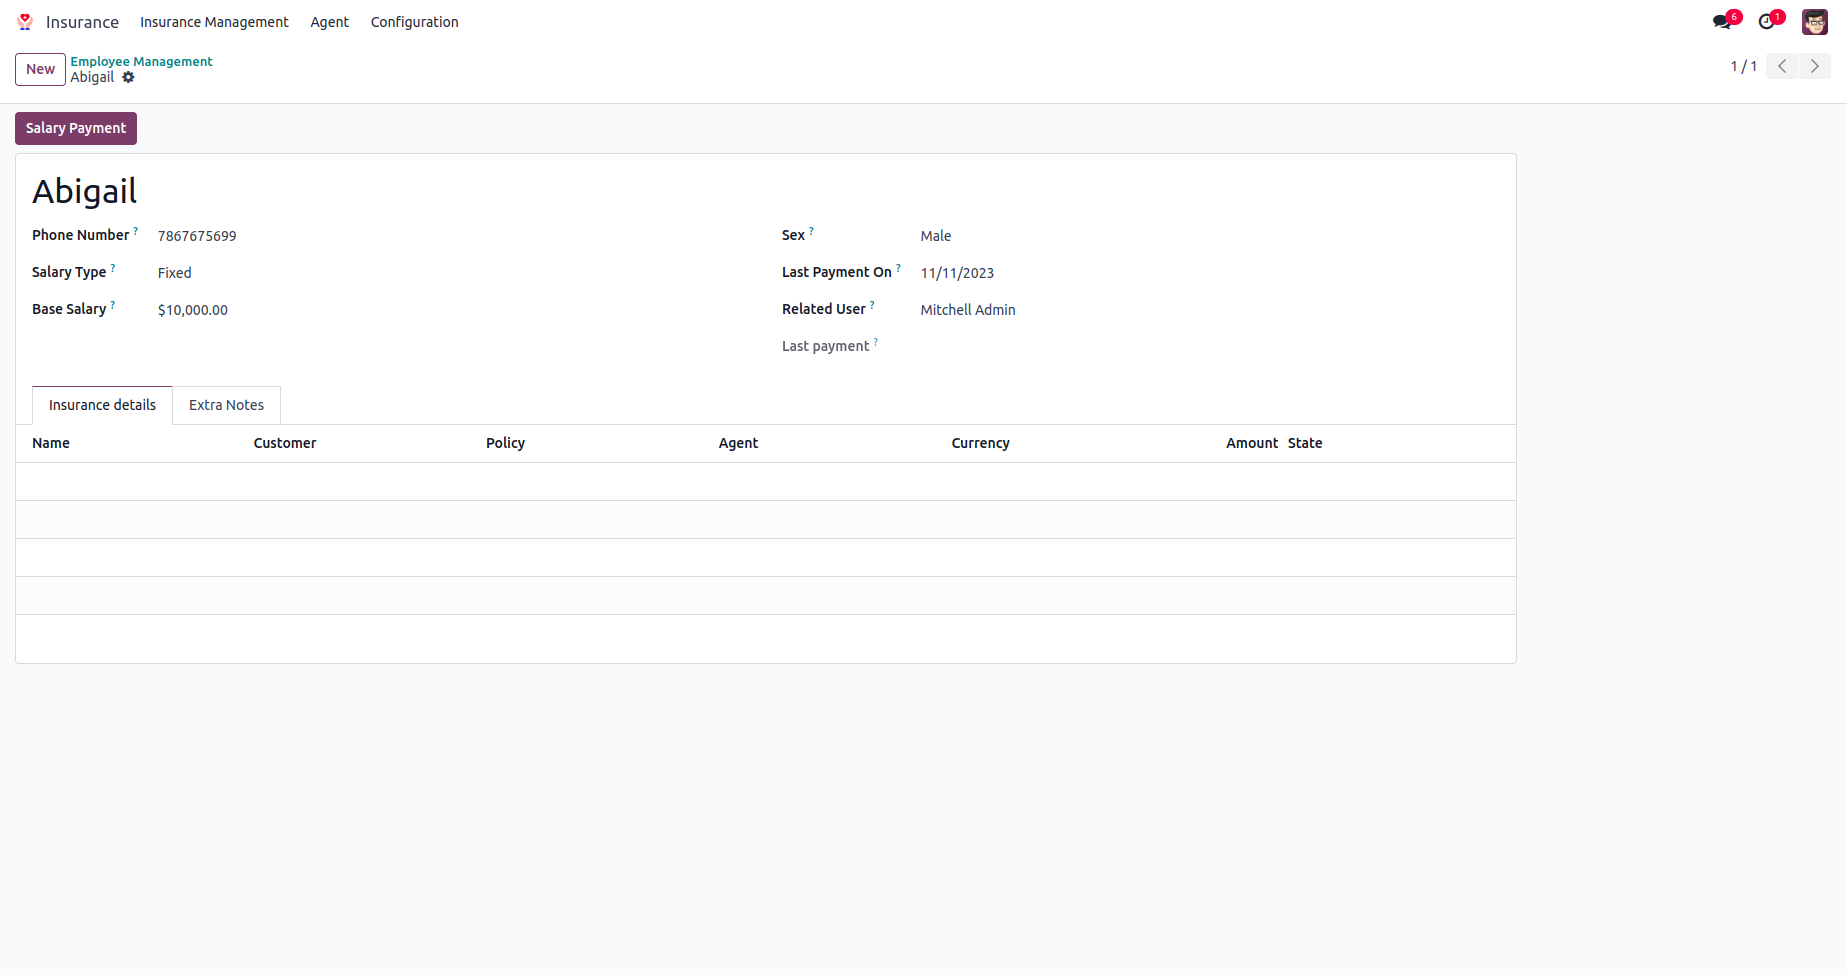 Insurance Insurance Management Agent Configuration 6 1
New Employee Management
Abigail 1 / 1
Salary Payment
Abigail
Phone Number ? 7867675699 Sex ? Male
Salary Type ? Fixed Last Payment On ? 11/11/2023
Base Salary ? $10,000.00 Related User ? Mitchell Admin
Last payment ?
Insurance details Extra Notes
Name Customer Policy Agent Currency Amount State